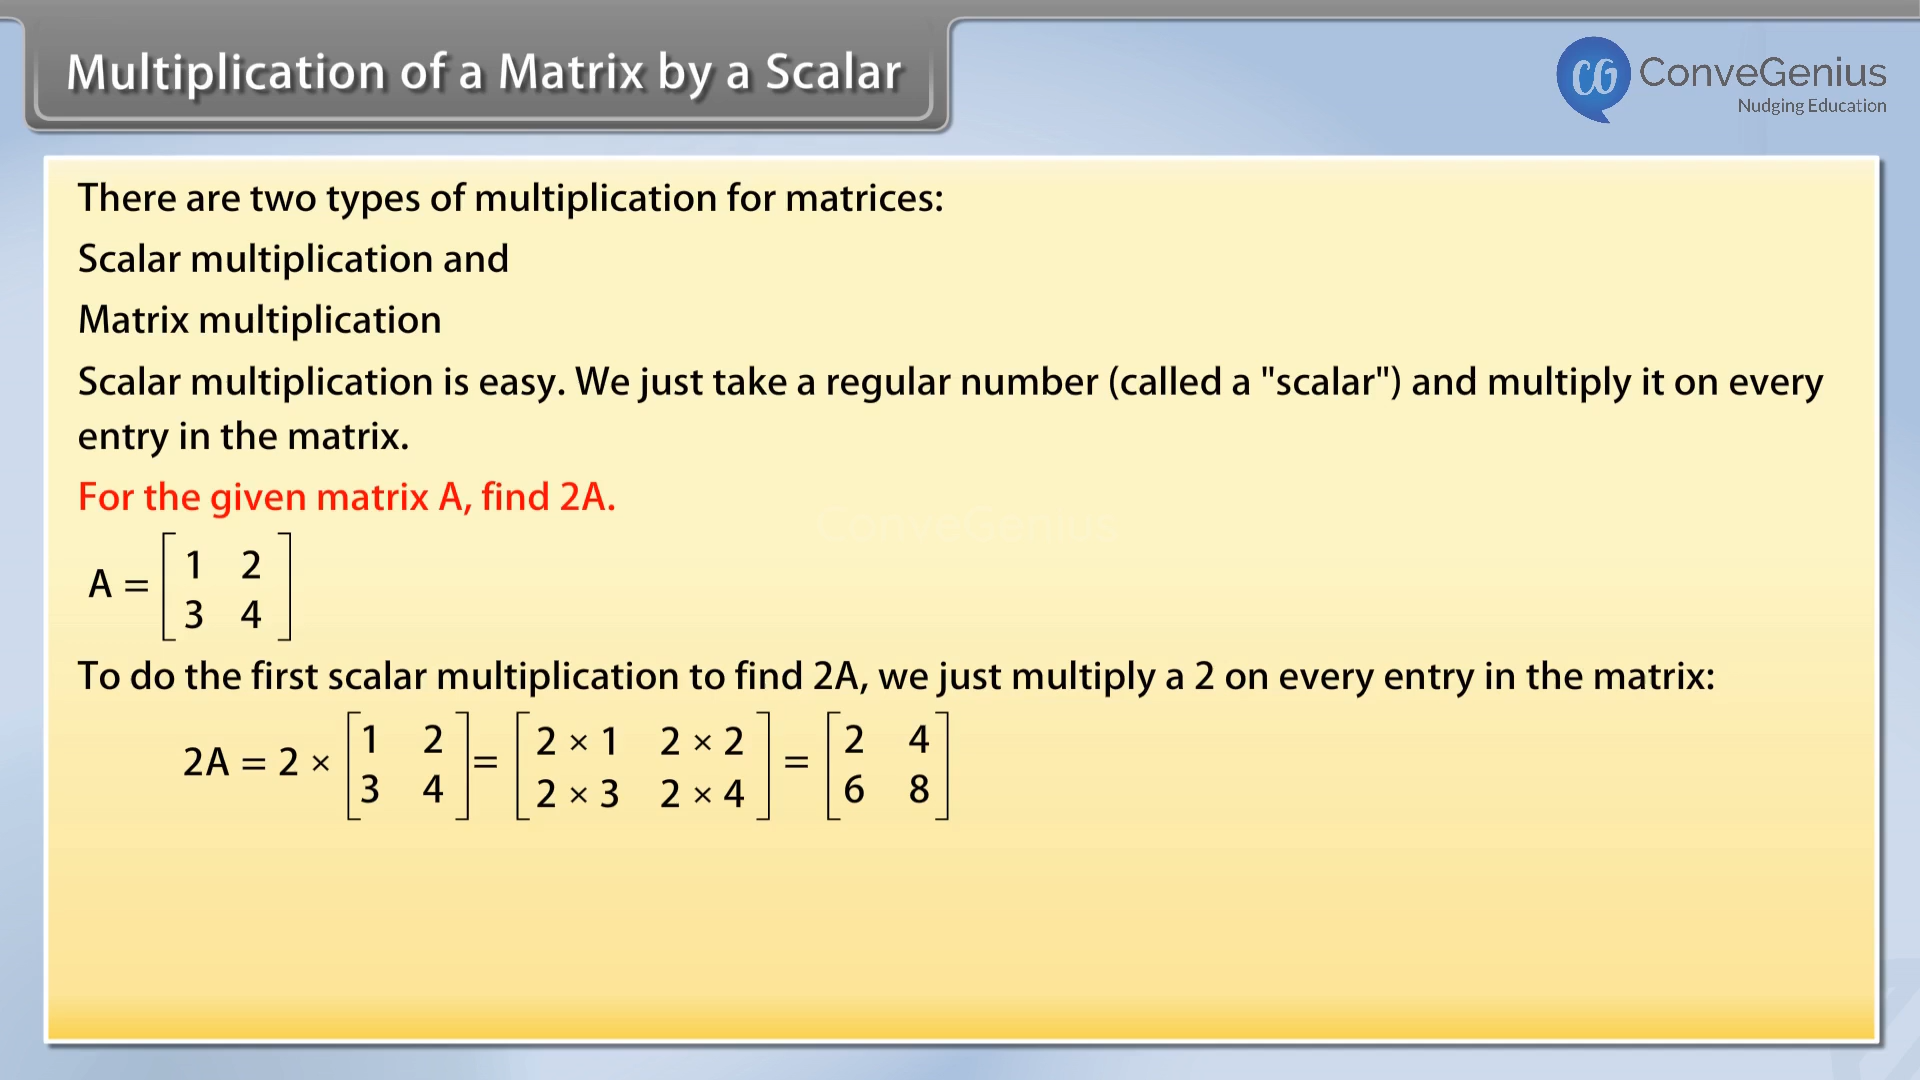 Multiplication of a Matrix by a Scalar
CG ConveGenius
Nudging Education
There are two types of multiplication for matrices:
Scalar multiplication and
Matrix multiplication
Scalar multiplication is easy. We just take a regular number (called a "scalar") and multiply it on every
entry in the matrix.
For the given matrix A, find 2A.
ConveGenius
A = [ 1 2
3 4 ]
To do the first scalar multiplication to find 2A, we just multiply a 2 on every entry in the matrix:
2A = 2 × [ 1 2 ] = [ 2 × 1 2 × 2 ] = [ 2 4 ]
[ 3 4 ] [ 2 × 3 2 × 4 ] [ 6 8 ]